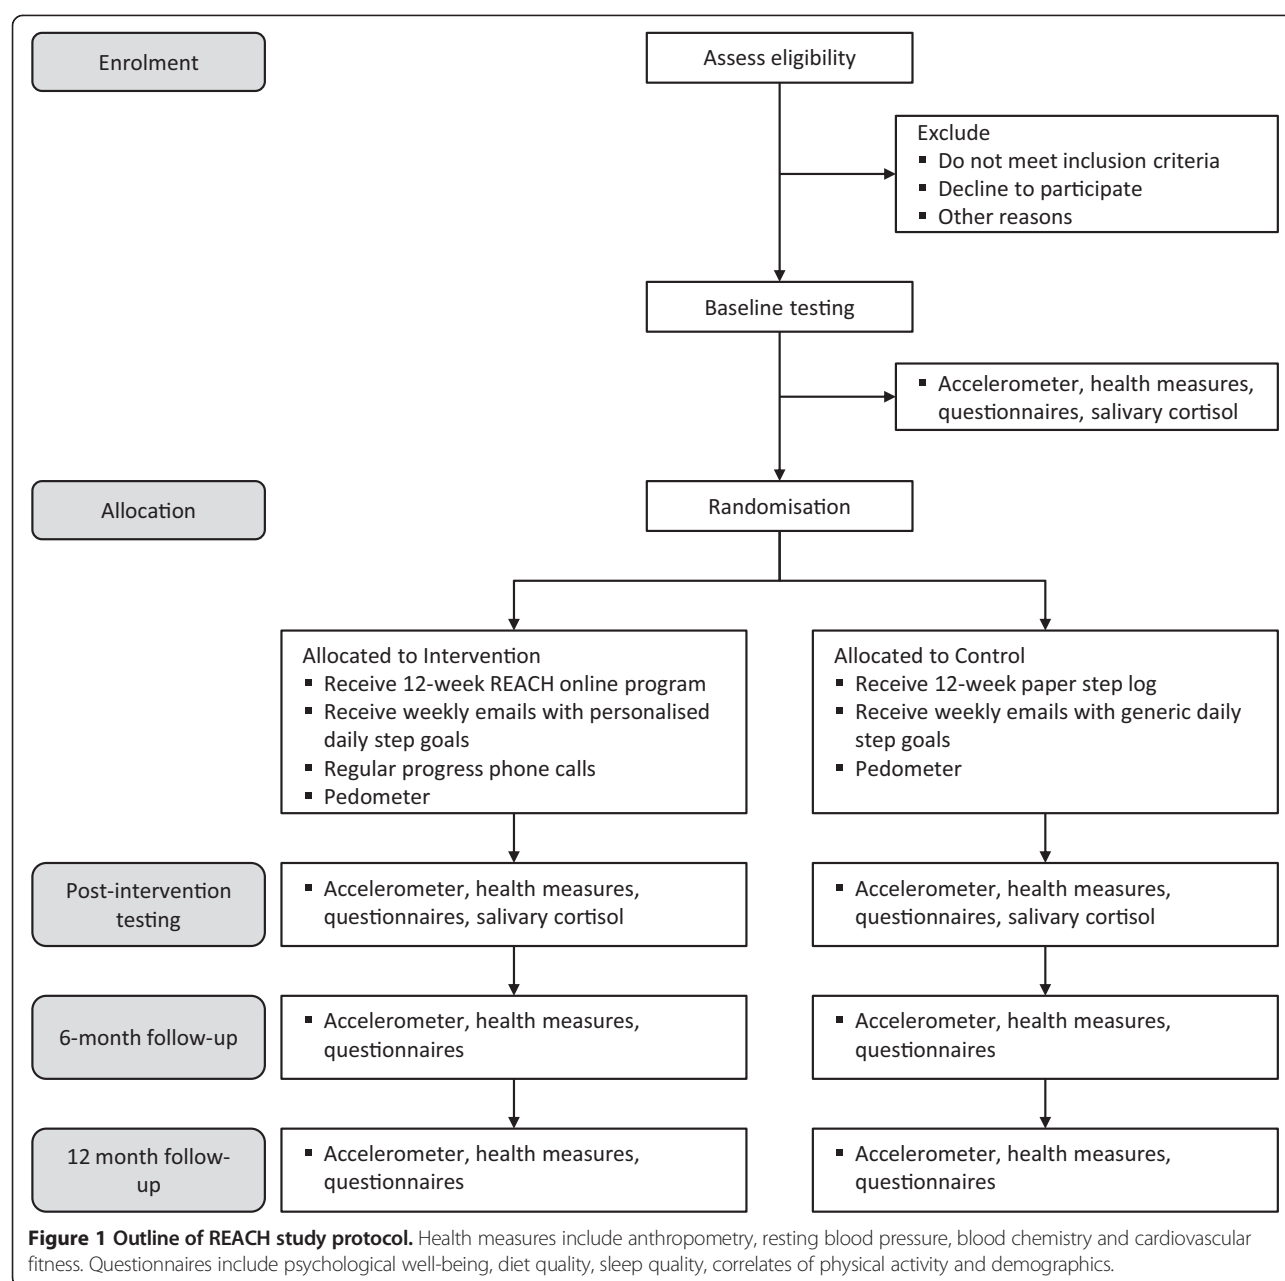 Enrolment
Assess eligibility
Exclude
▪ Do not meet inclusion criteria
▪ Decline to participate
▪ Other reasons
Baseline testing
▪ Accelerometer, health measures,
questionnaires, salivary cortisol
Allocation
Randomisation
Allocated to Intervention
▪ Receive 12-week REACH online program
▪ Receive weekly emails with personalised
daily step goals
▪ Regular progress phone calls
▪ Pedometer
Allocated to Control
▪ Receive 12-week paper step log
▪ Receive weekly emails with generic daily
step goals
▪ Pedometer
Post-intervention
testing
▪ Accelerometer, health measures,
questionnaires, salivary cortisol
▪ Accelerometer, health measures,
questionnaires, salivary cortisol
6-month follow-up
▪ Accelerometer, health measures,
questionnaires
▪ Accelerometer, health measures,
questionnaires
12 month follow-
up
▪ Accelerometer, health measures,
questionnaires
▪ Accelerometer, health measures,
questionnaires
Figure 1 Outline of REACH study protocol. Health measures include anthropometry, resting blood pressure, blood chemistry and cardiovascular
fitness. Questionnaires include psychological well-being, diet quality, sleep quality, correlates of physical activity and demographics.